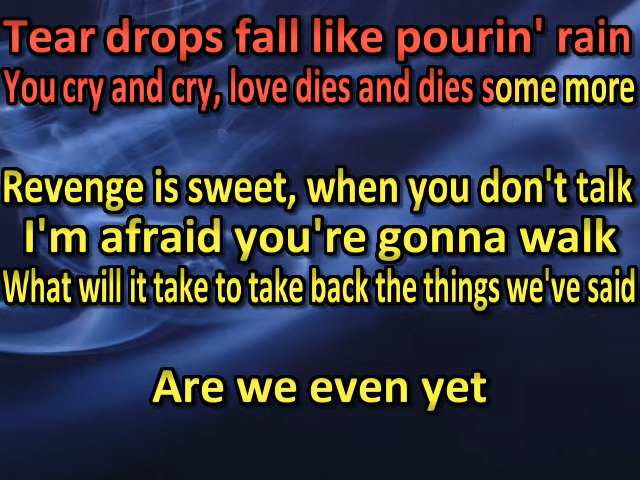 Tear drops fall like pourin' rain
You cry and cry, love dies and dies some more
Revenge is sweet, when you don't talk
I'm afraid you're gonna walk
What will it take to take back the things we've said
Are we even yet